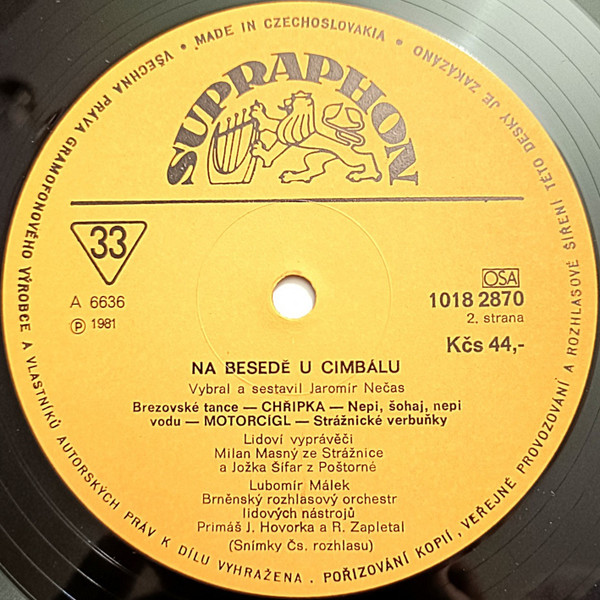 VŠECHNA PRÁVA GRAMOFONOVÉHO VÝROBCE A VLASTNÍKŮ AUTORSKÝCH PRÁV K DÍLU VYHRAŽENA . POŘIZOVÁNÍ KOPIÍ, VEŘEJNÉ PROVOZOVÁNÍ A ROZHLASOVÉ ŠÍŘENÍ TÉTO DESKY JE ZAKÁZÁNO • MADE IN CZECHOSLOVAKIA •
SUPRAPHON
33
A 6636
Ⓟ 1981
OSA
1018 2870
2. strana
Kčs 44,-
NA BESEDĚ U CIMBÁLU
Vybral a sestavil Jaromír Nečas
Brezovské tance — CHŘIPKA — Nepi, šohaj, nepi
vodu — MOTORCÍGL — Strážnické verbuňky
Lidoví vyprávěči
Milan Masný ze Strážnice
a Jožka Šífar z Poštorné
Lubomír Málek
Brněnský rozhlasový orchestr
lidových nástrojů
Primáš J. Hovorka a R. Zapletal
(Snímky Čs. rozhlasu)